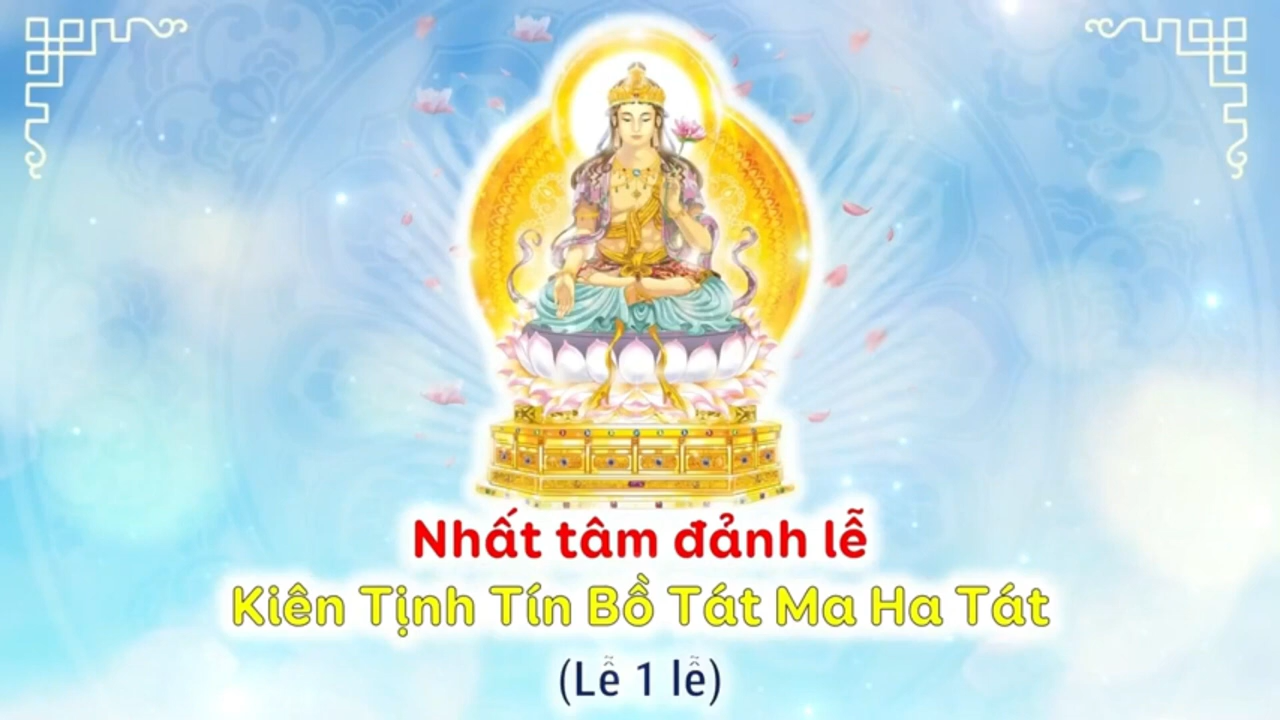 Nhất tâm đảnh lễ
Kiên Tịnh Tín Bồ Tát Ma Ha Tát
(Lễ 1 lễ)